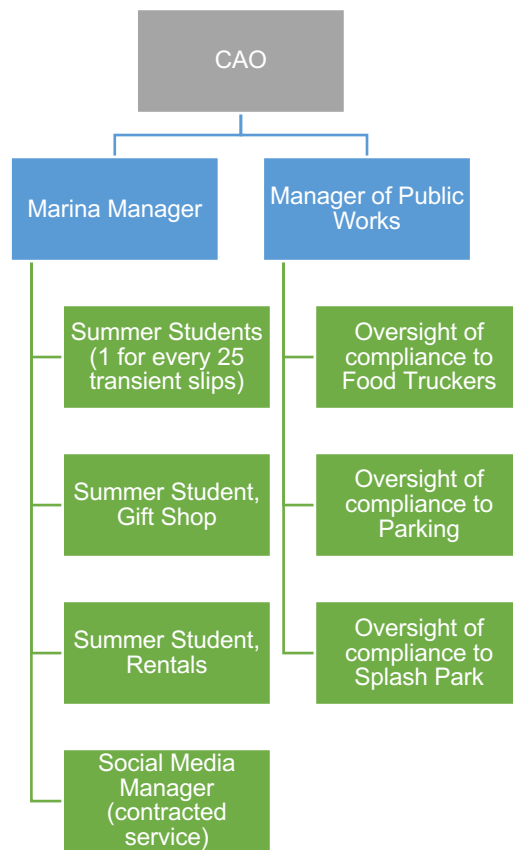 CAO
Marina Manager
Manager of Public
Works
Summer Students
(1 for every 25
transient slips)
Oversight of
compliance to
Food Truckers
Summer Student,
Gift Shop
Oversight of
compliance to
Parking
Summer Student,
Rentals
Oversight of
compliance to
Splash Park
Social Media
Manager
(contracted
service)